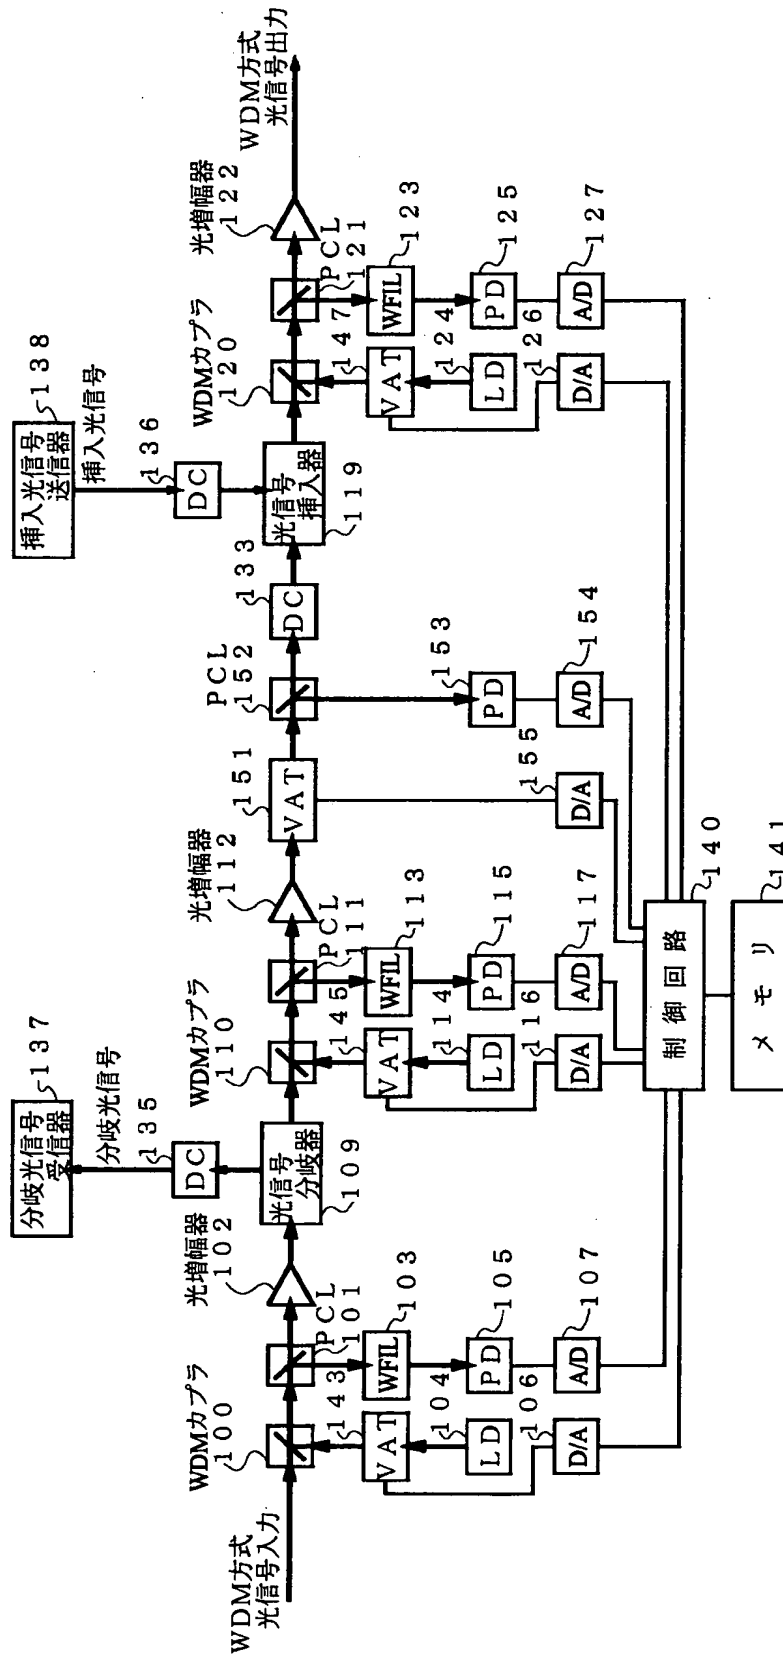 WDM方式
光信号入力
WDMカプラ
100
PCL
101
光増幅器
102
143
VAT
WFIL
103
104
LD
PD
105
106
D/A
A/D
107
分岐光信号
受信器
137
分岐光信号
135
DC
光信号
分岐器
109
WDMカプラ
110
PCL
111
光増幅器
112
145
VAT
WFIL
113
114
LD
PD
115
116
D/A
A/D
117
151
VAT
PCL
152
133
DC
153
PD
155
D/A
A/D
154
挿入光信号
送信器
138
挿入光信号
136
DC
光信号
挿入器
119
WDMカプラ
120
PCL
121
光増幅器
122
WDM方式
光信号出力
147
VAT
WFIL
123
124
LD
PD
125
126
D/A
A/D
127
制御回路
140
メモリ
141